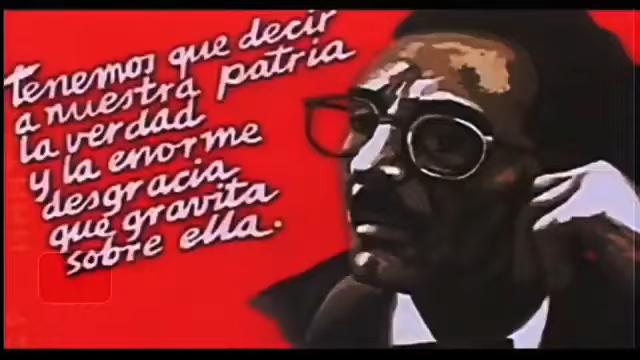 tenemos que decir
a nuestra patria
la verdad
y la enorme
desgracia
que gravita
sobre ella.